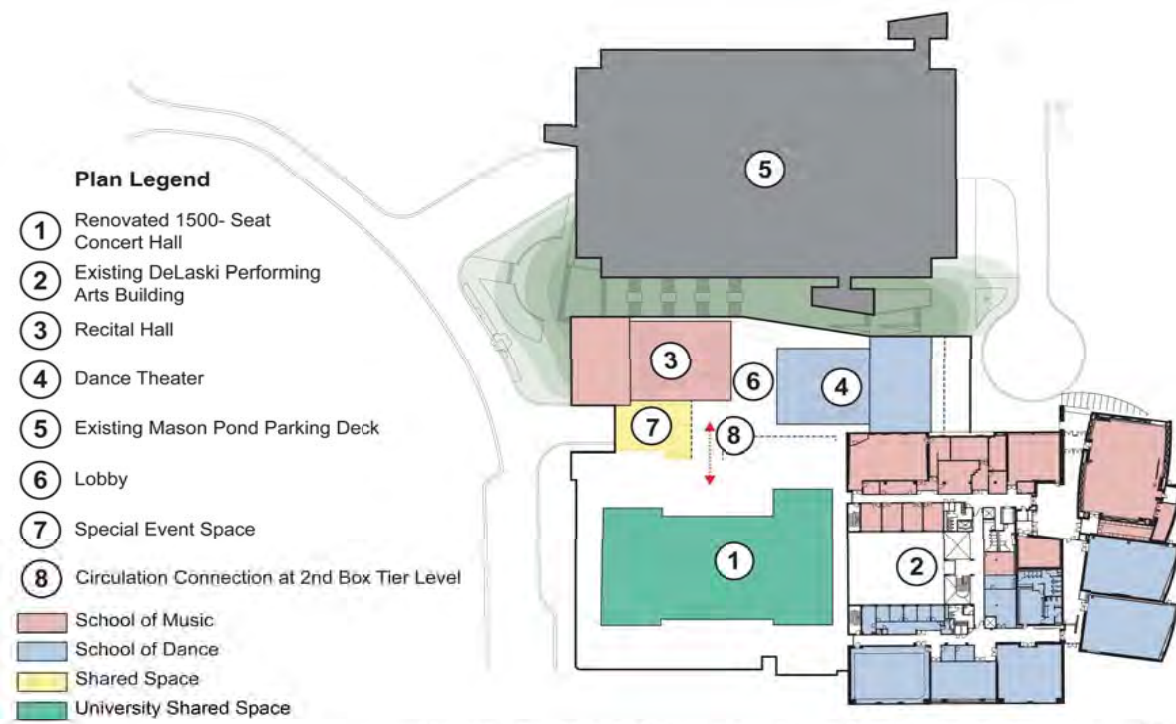 Plan Legend
1 Renovated 1500- Seat
Concert Hall
2 Existing DeLaski Performing
Arts Building
3 Recital Hall
4 Dance Theater
5 Existing Mason Pond Parking Deck
6 Lobby
7 Special Event Space
8 Circulation Connection at 2nd Box Tier Level
School of Music
School of Dance
Shared Space
University Shared Space
5
3
6
4
7
8
1
2